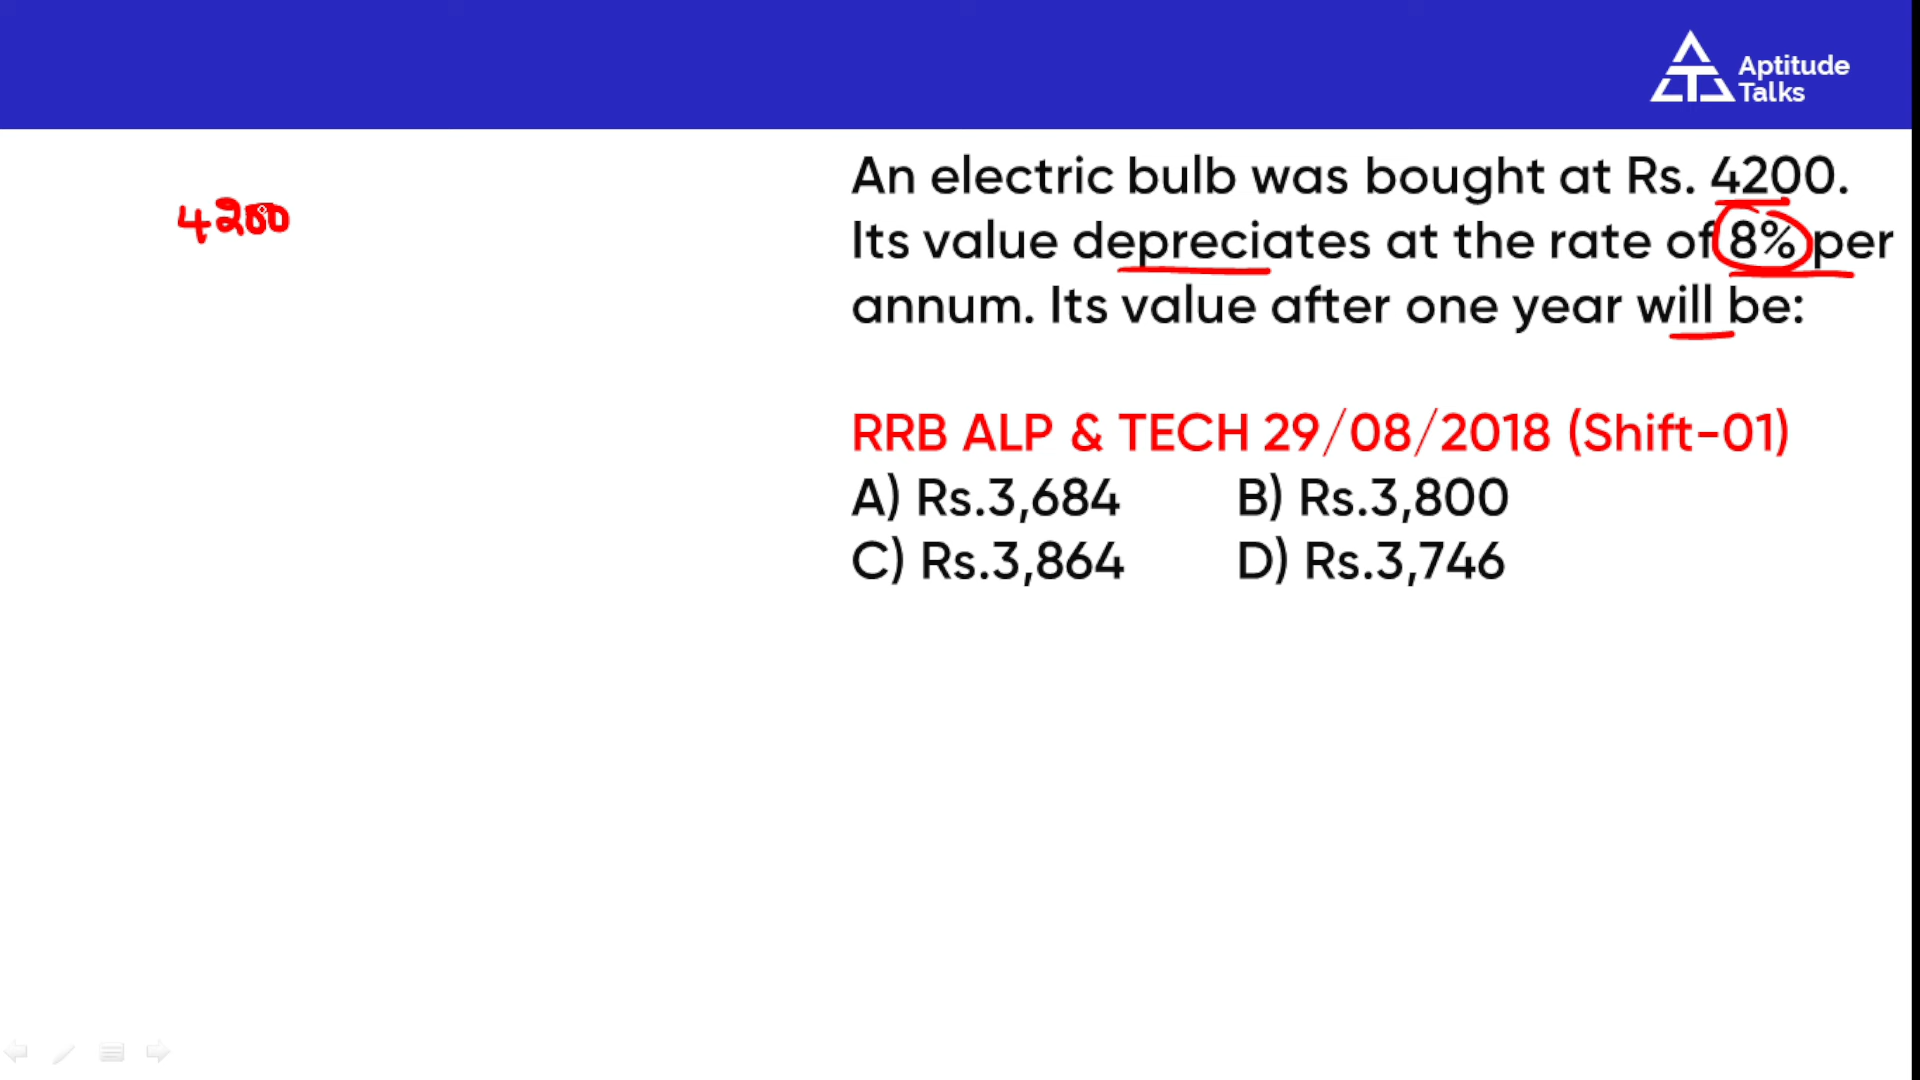 Aptitude
Talks
4200
An electric bulb was bought at Rs. 4200.
Its value depreciates at the rate of 8% per
annum. Its value after one year will be:
RRB ALP & TECH 29/08/2018 (Shift-01)
A) Rs.3,684 B) Rs.3,800
C) Rs.3,864 D) Rs.3,746